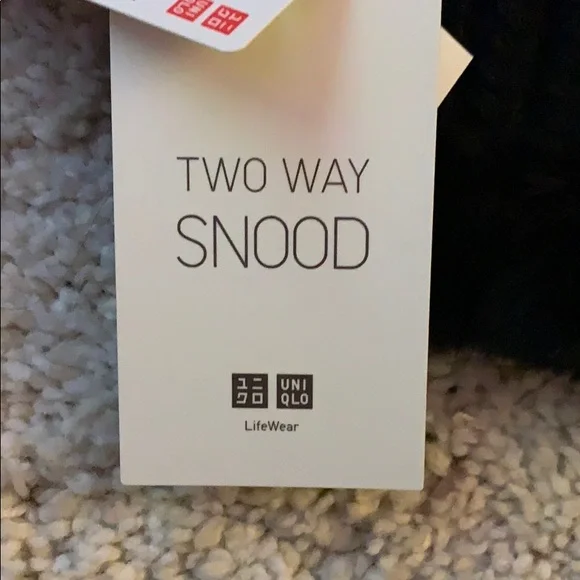 TWO WAY
SNOOD
ユニ UNI
クロ QLO
LifeWear